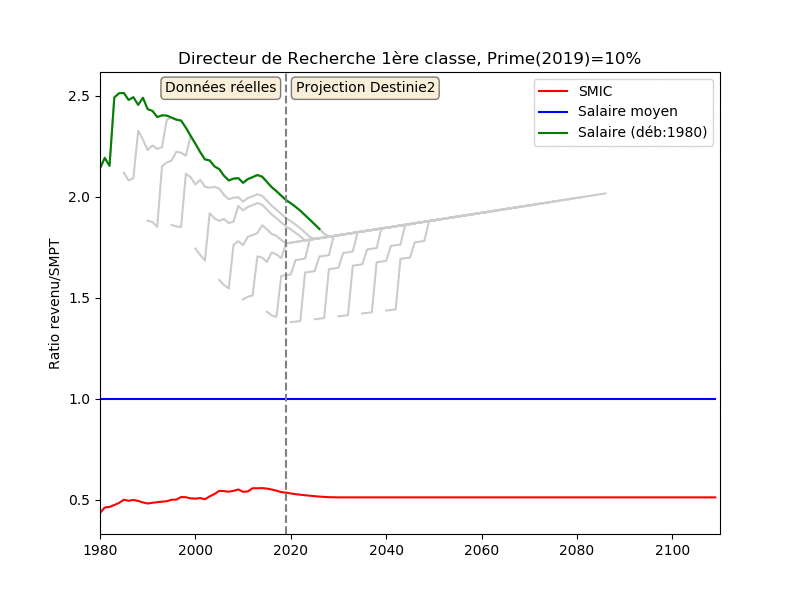 Directeur de Recherche 1ère classe, Prime(2019)=10%
Données réelles
Projection Destinie2
SMIC
Salaire moyen
Salaire (déb:1980)
Ratio revenu/SMPT
2.5
2.0
1.5
1.0
0.5
1980
2000
2020
2040
2060
2080
2100